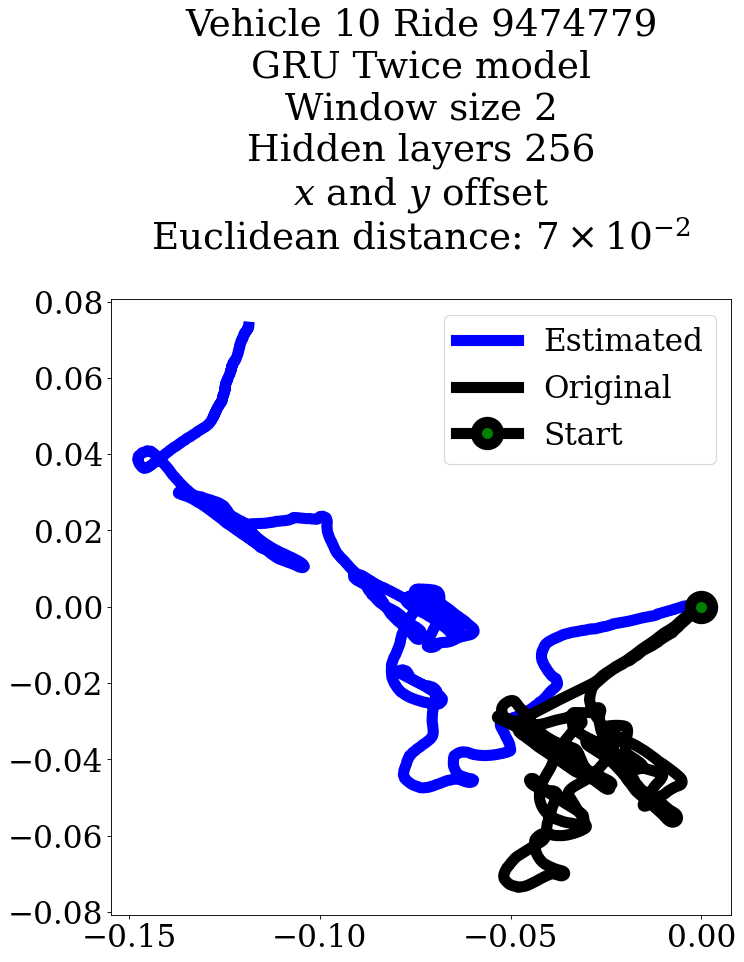 Vehicle 10 Ride 9474779
GRU Twice model
Window size 2
Hidden layers 256
x and y offset
Euclidean distance: 7 × 10⁻²
0.08
Estimated
0.06
Original
0.04
Start
0.02
0.00
−0.02
−0.04
−0.06
−0.08
−0.15 −0.10 −0.05 0.00